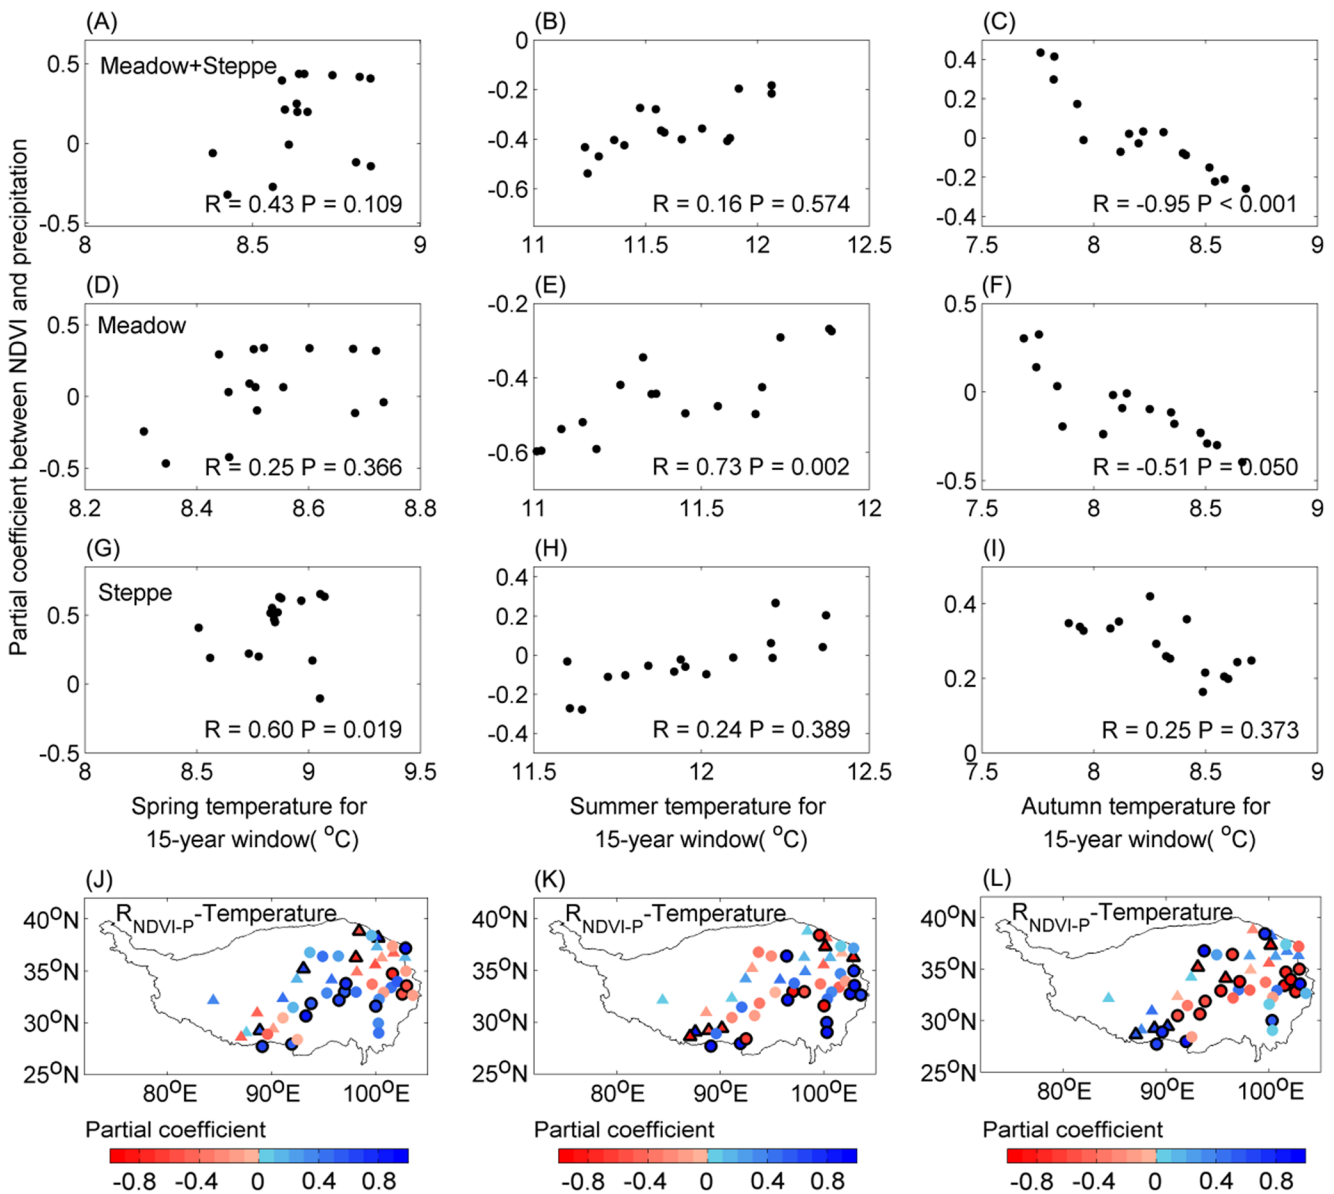 (A) (B) (C)
0.5 0 -0.5
Meadow+Steppe
R = 0.43 P = 0.109
8 8.5 9
0 -0.2 -0.4 -0.6
R = 0.16 P = 0.574
11 11.5 12 12.5
0.4 0.2 0 -0.2 -0.4
R = -0.95 P < 0.001
7.5 8 8.5 9
Partial coefficient between NDVI and precipitation
(D) (E) (F)
0.5 0 -0.5
Meadow
R = 0.25 P = 0.366
8.2 8.4 8.6 8.8
-0.2 -0.4 -0.6
R = 0.73 P = 0.002
11 11.5 12
0.5 0 -0.5
R = -0.51 P = 0.050
7.5 8 8.5 9
(G) (H) (I)
0.5 0 -0.5
Steppe
R = 0.60 P = 0.019
8 8.5 9 9.5
0.4 0.2 0 -0.2 -0.4
R = 0.24 P = 0.389
11.5 12 12.5
0.4 0.2 0
R = 0.25 P = 0.373
7.5 8 8.5 9
Spring temperature for
15-year window( °C)
Summer temperature for
15-year window( °C)
Autumn temperature for
15-year window( °C)
(J) (K) (L)
R NDVI-P-Temperature
40°N
35°N
30°N
25°N
80°E 90°E 100°E
R NDVI-P-Temperature
40°N
35°N
30°N
25°N
80°E 90°E 100°E
R NDVI-P-Temperature
40°N
35°N
30°N
25°N
80°E 90°E 100°E
Partial coefficient
-0.8 -0.4 0 0.4 0.8
Partial coefficient
-0.8 -0.4 0 0.4 0.8
Partial coefficient
-0.8 -0.4 0 0.4 0.8